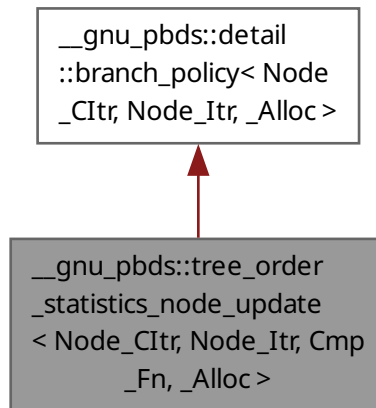 __gnu_pbds::detail
::branch_policy< Node
_CItr, Node_Itr, _Alloc >
__gnu_pbds::tree_order
_statistics_node_update
< Node_CItr, Node_Itr, Cmp
_Fn, _Alloc >